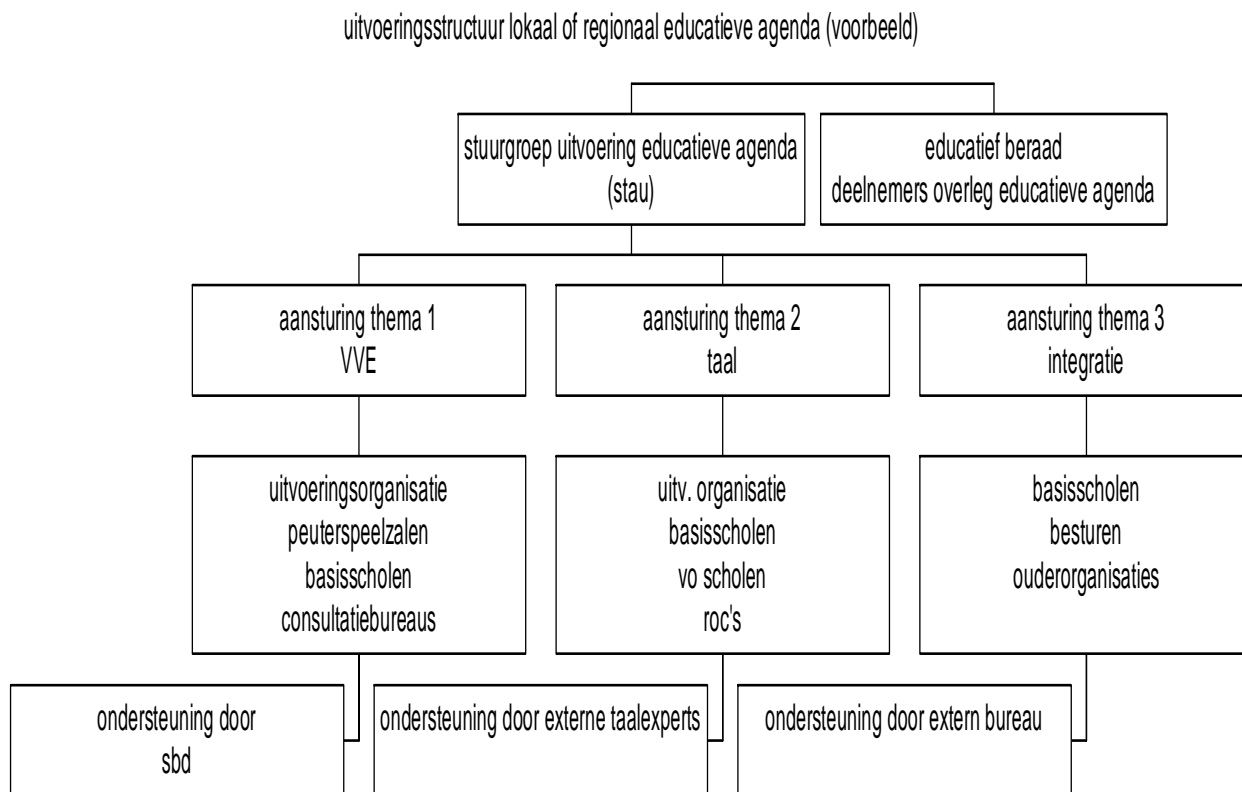 uitvoeringsstructuur lokaal of regionaal educatieve agenda (voorbeeld)
stuurgroep uitvoering educatieve agenda
(stau)
educatief beraad
deelnemers overleg educatieve agenda
aansturing thema 1
VVE
aansturing thema 2
taal
aansturing thema 3
integratie
uitvoeringsorganisatie
peuterspeelzalen
basisscholen
consultatiebureaus
uitv. organisatie
basisscholen
vo scholen
roc's
basisscholen
besturen
ouderorganisaties
ondersteuning door
sbd
ondersteuning door externe taalexperts
ondersteuning door extern bureau